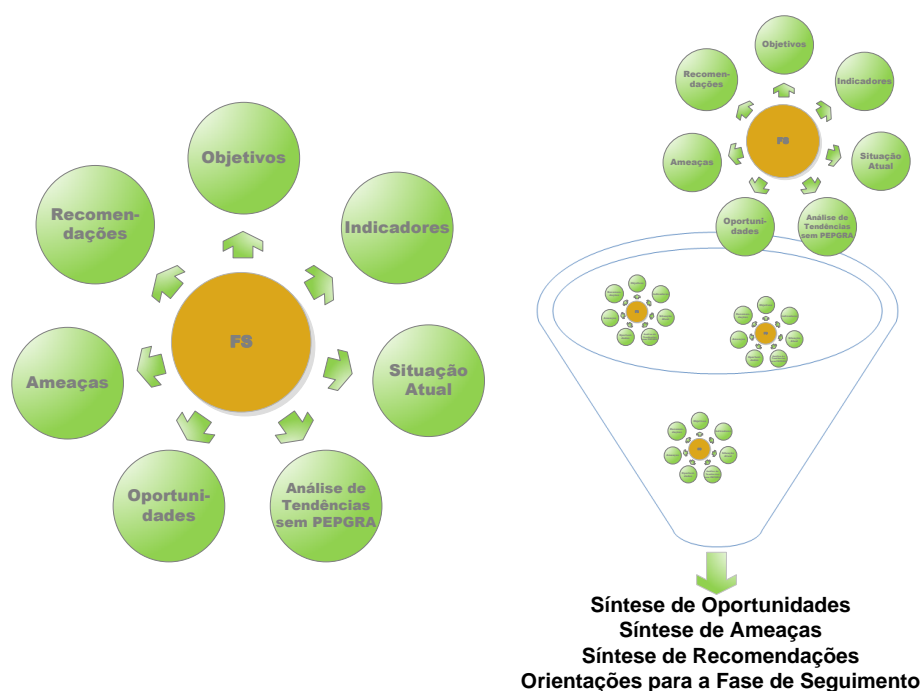 Objetivos
Recomen-
dações
Indicadores
FS
Ameaças
Situação
Atual
Oportuni-
dades
Análise de
Tendências
sem PEPGRA
Objetivos
Recomen-
dações
Indicadores
FS
Ameaças
Situação
Atual
Oportuni-
dades
Análise de
Tendências
sem PEPGRA
Síntese de Oportunidades
Síntese de Ameaças
Síntese de Recomendações
Orientações para a Fase de Seguimento